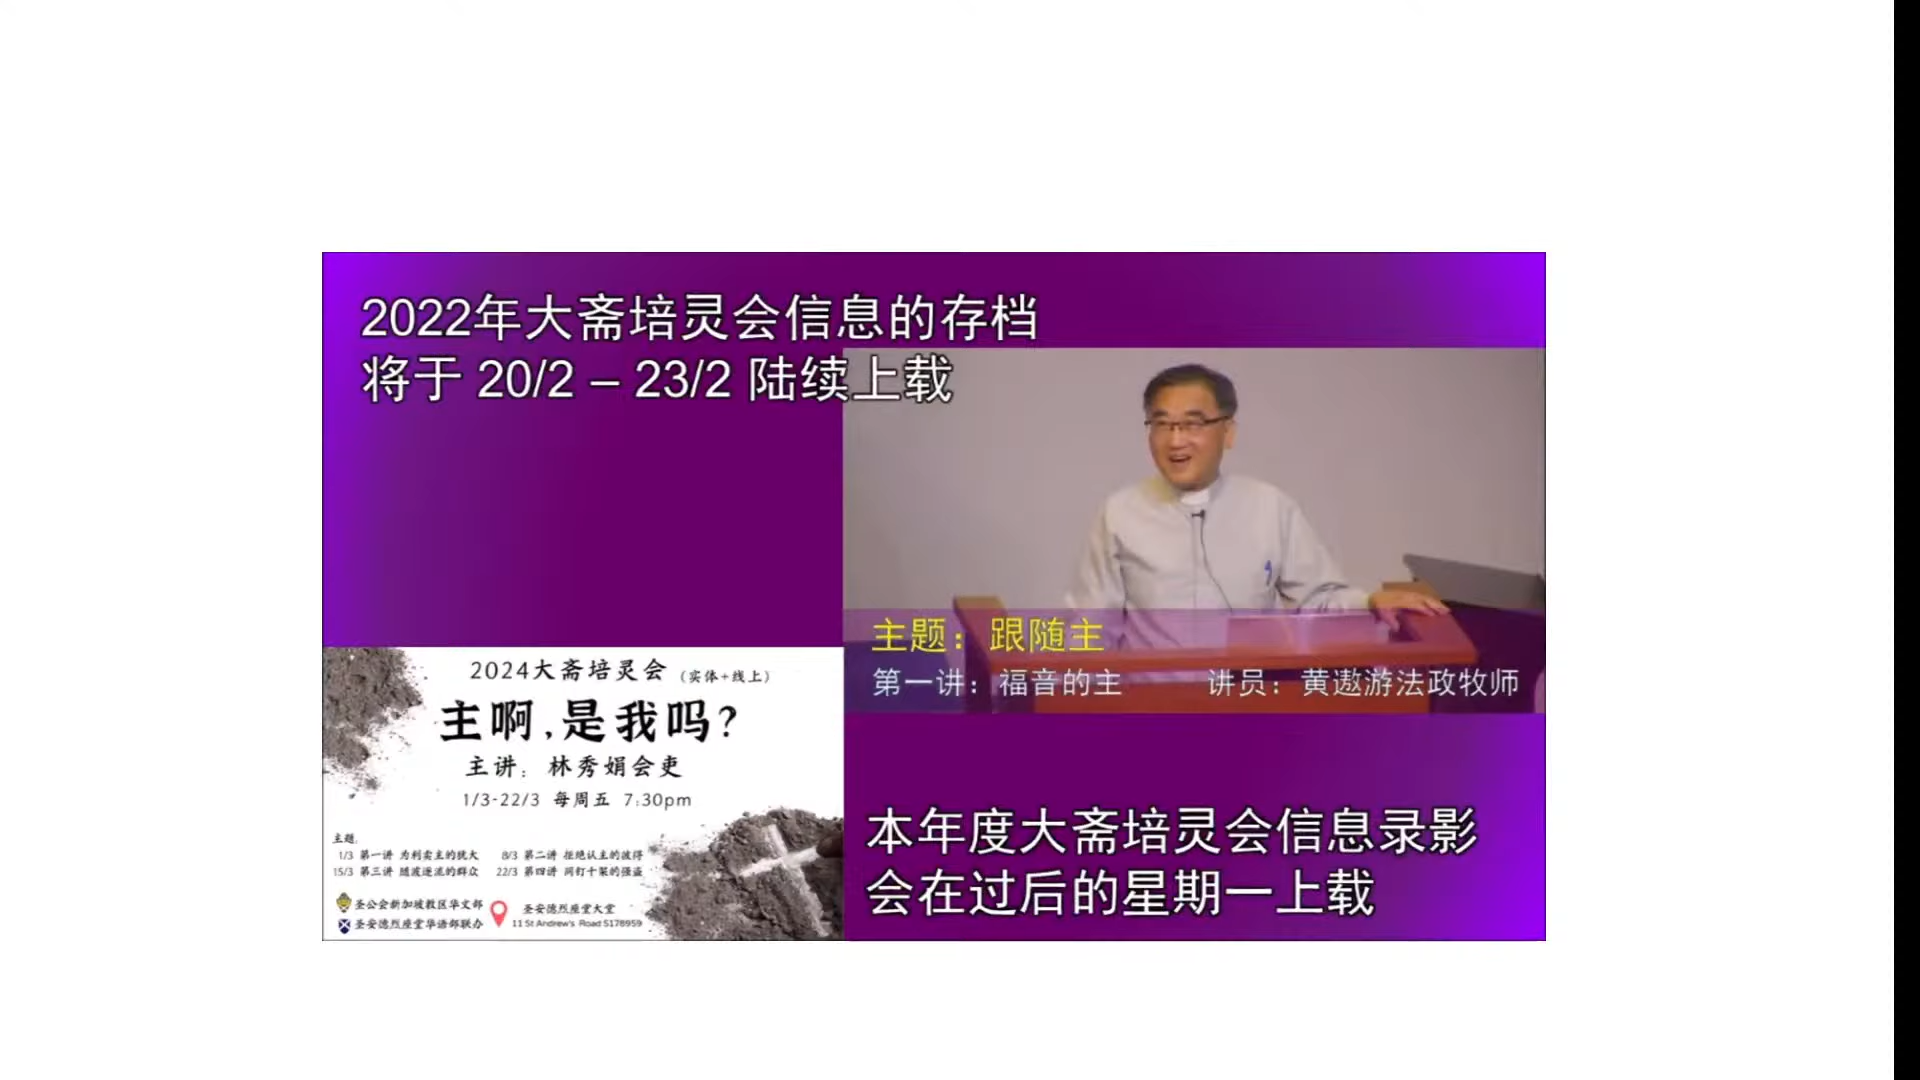 2022年大斋培灵会信息的存档
将于 20/2 – 23/2 陆续上载
主题：跟随主
第一讲：福音的主 讲员：黄遨游法政牧师
2024大斋培灵会（实体+线上）
主啊,是我吗?
主讲：林秀娟会吏
1/3-22/3 每周五 7:30pm
主题：
1/3 第一讲 为利卖主的犹大 8/3 第二讲 拒绝认主的彼得
15/3 第三讲 随波逐流的群众 22/3 第四讲 同钉十架的强盗
圣公会新加坡教区华文部
圣安德烈座堂华语部联办
圣安德烈座堂大堂
11 St Andrew's Road S178959
本年度大斋培灵会信息录影
会在过后的星期一上载